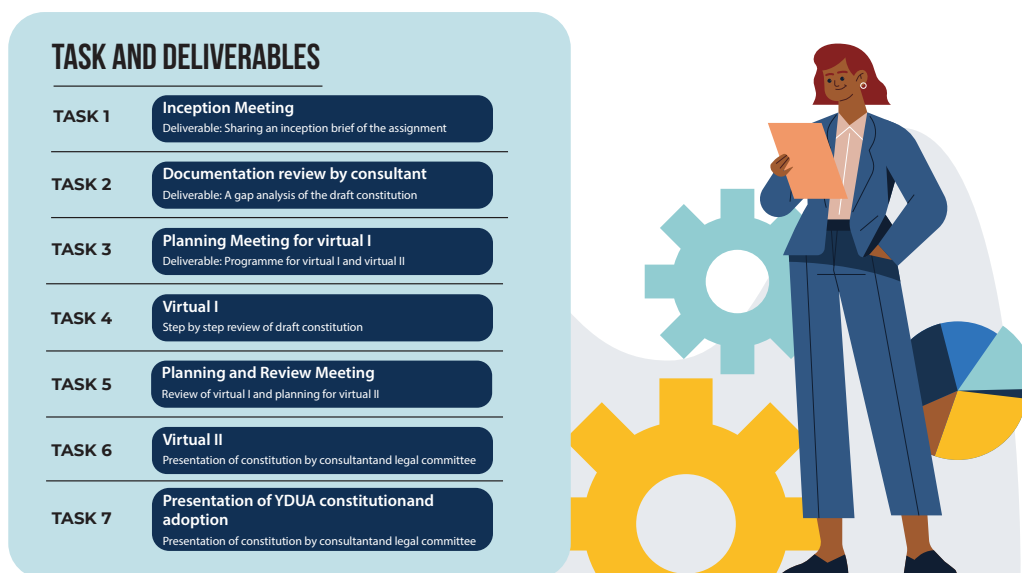 TASK AND DELIVERABLES
TASK 1
Inception Meeting
Deliverable: Sharing an inception brief of the assignment
TASK 2
Documentation review by consultant
Deliverable: A gap analysis of the draft constitution
TASK 3
Planning Meeting for virtual I
Deliverable: Programme for virtual I and virtual II
TASK 4
Virtual I
Step by step review of draft constitution
TASK 5
Planning and Review Meeting
Review of virtual I and planning for virtual II
TASK 6
Virtual II
Presentation of constitution by consultantand legal committee
TASK 7
Presentation of YDUA constitutionand
adoption
Presentation of constitution by consultantand legal committee